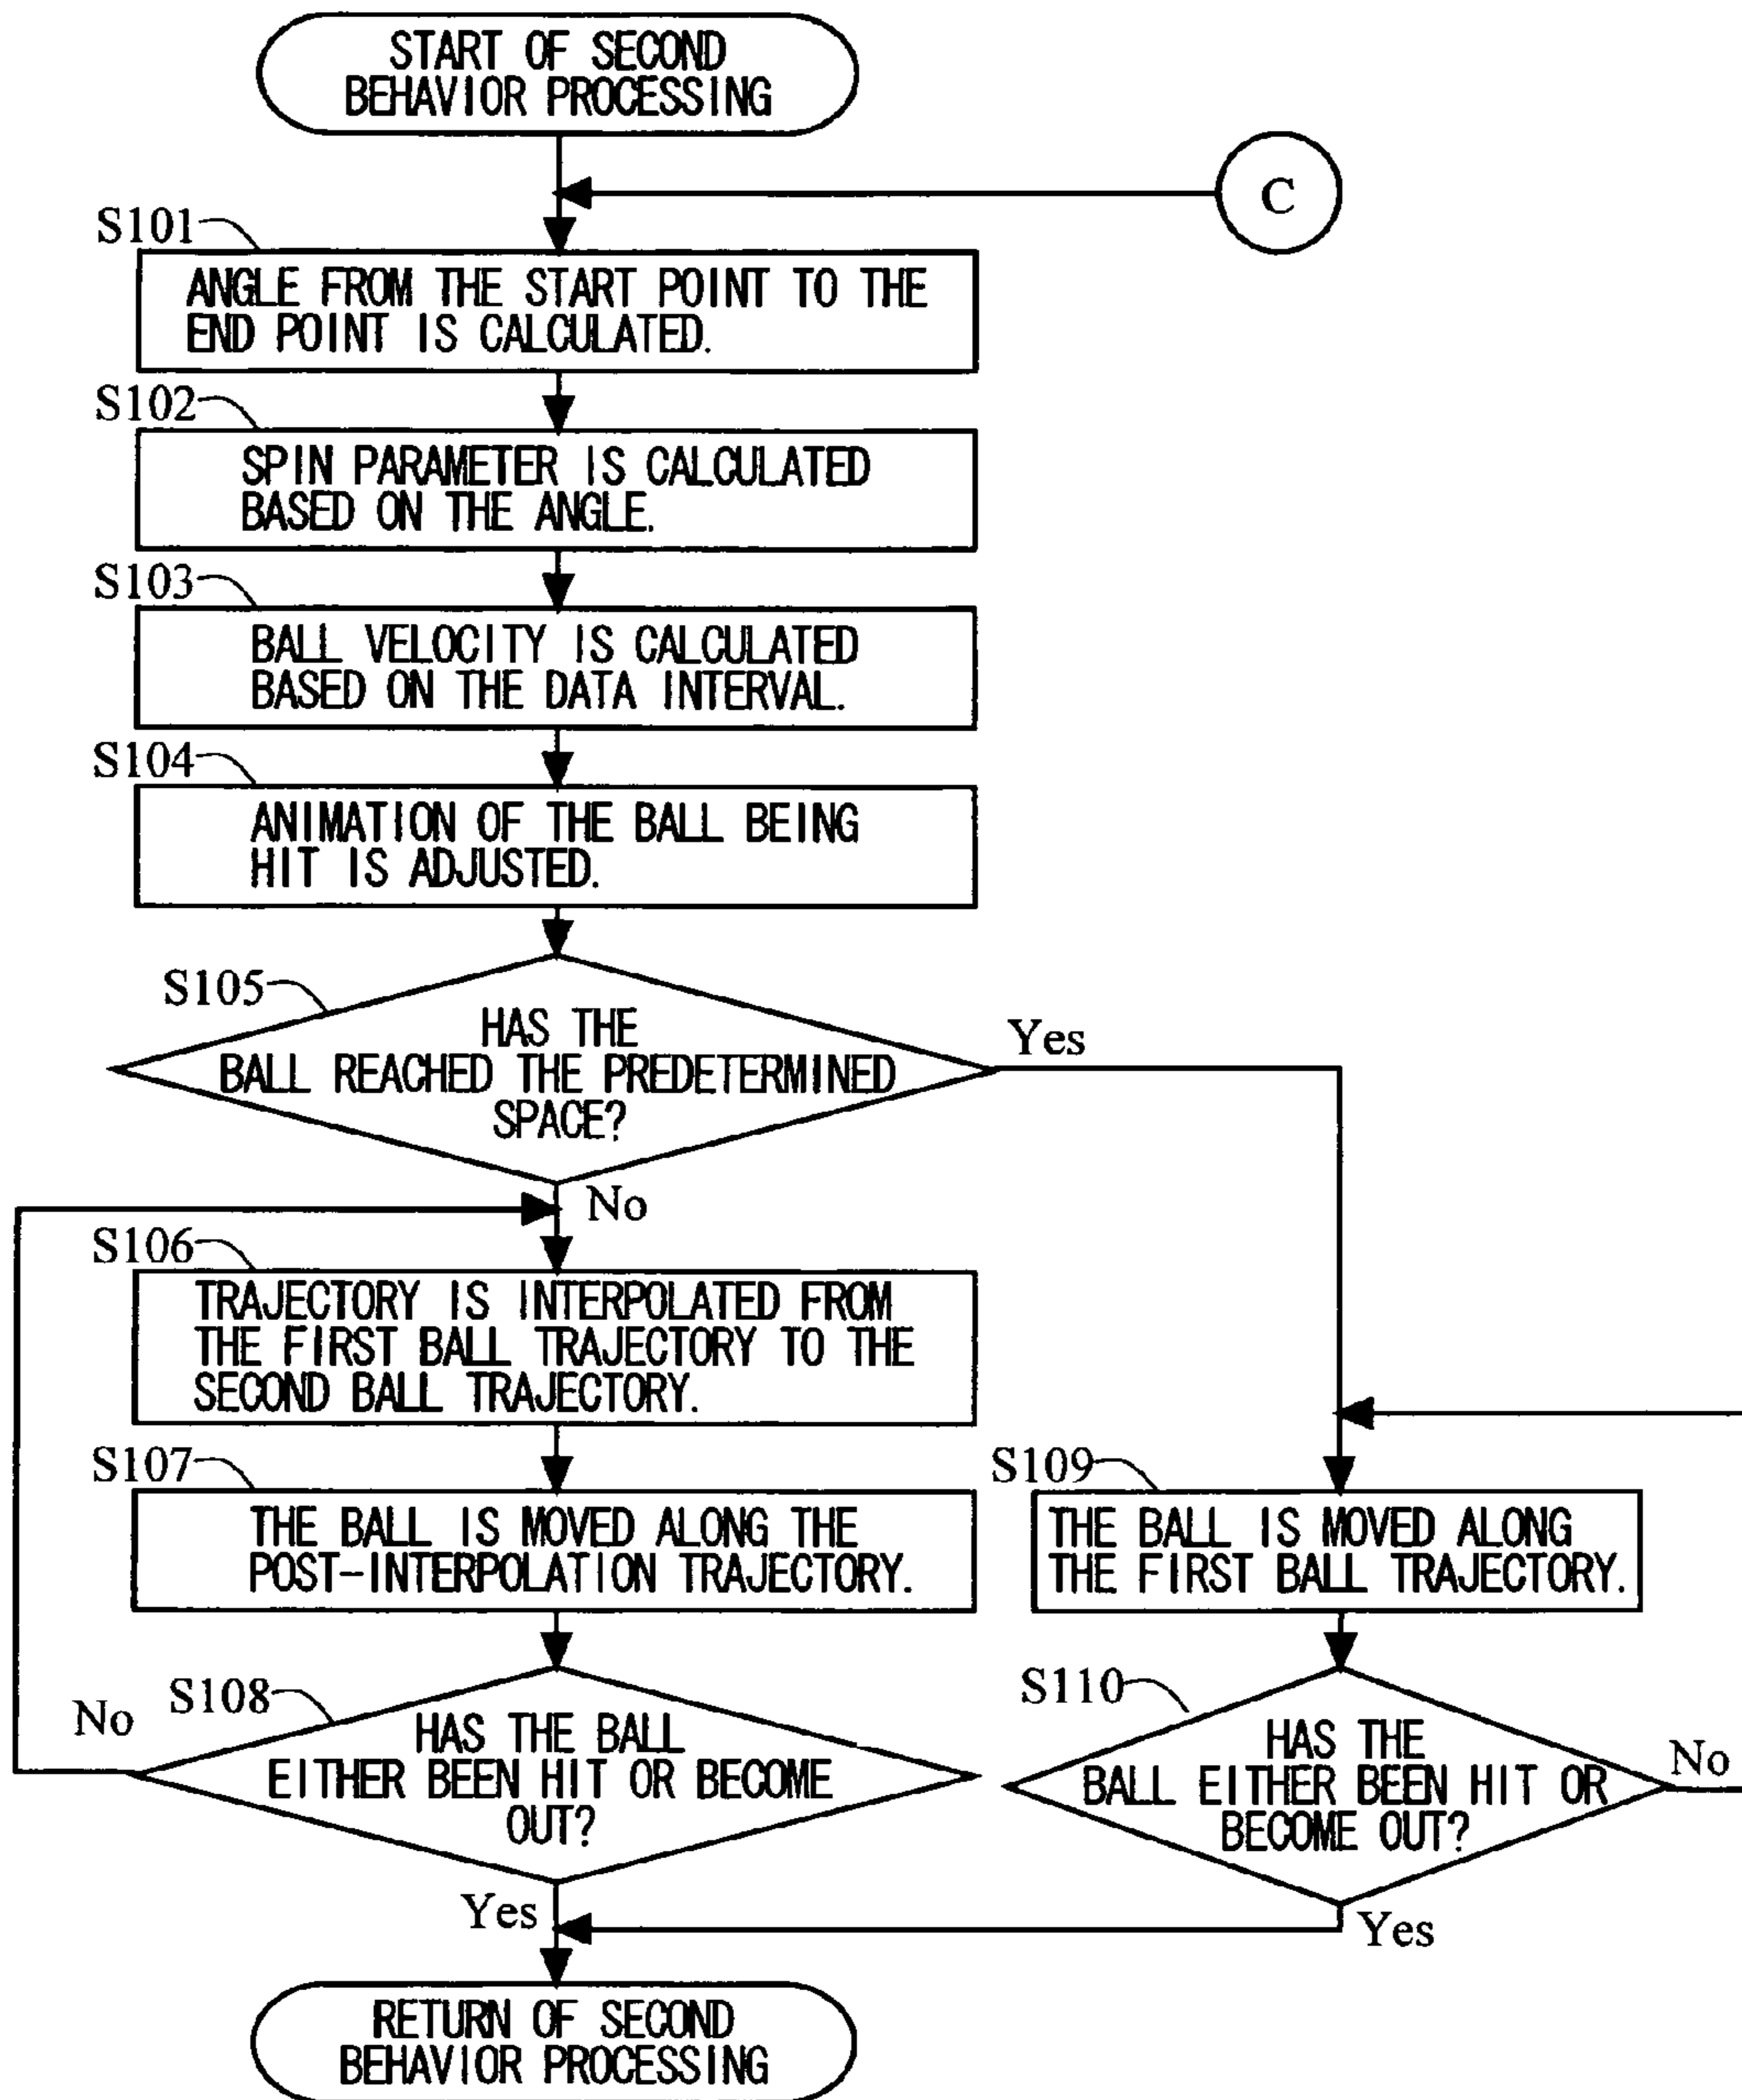 START OF SECOND
BEHAVIOR PROCESSING
C
S101
ANGLE FROM THE START POINT TO THE
END POINT IS CALCULATED.
S102
SPIN PARAMETER IS CALCULATED
BASED ON THE ANGLE.
S103
BALL VELOCITY IS CALCULATED
BASED ON THE DATA INTERVAL.
S104
ANIMATION OF THE BALL BEING
HIT IS ADJUSTED.
S105
HAS THE
BALL REACHED THE PREDETERMINED
SPACE?
Yes
No
S106
TRAJECTORY IS INTERPOLATED FROM
THE FIRST BALL TRAJECTORY TO THE
SECOND BALL TRAJECTORY.
S107
THE BALL IS MOVED ALONG THE
POST-INTERPOLATION TRAJECTORY.
S108
No
HAS THE BALL
EITHER BEEN HIT OR BECOME
OUT?
Yes
S109
THE BALL IS MOVED ALONG
THE FIRST BALL TRAJECTORY.
S110
HAS THE
BALL EITHER BEEN HIT OR
BECOME OUT?
No
Yes
RETURN OF SECOND
BEHAVIOR PROCESSING